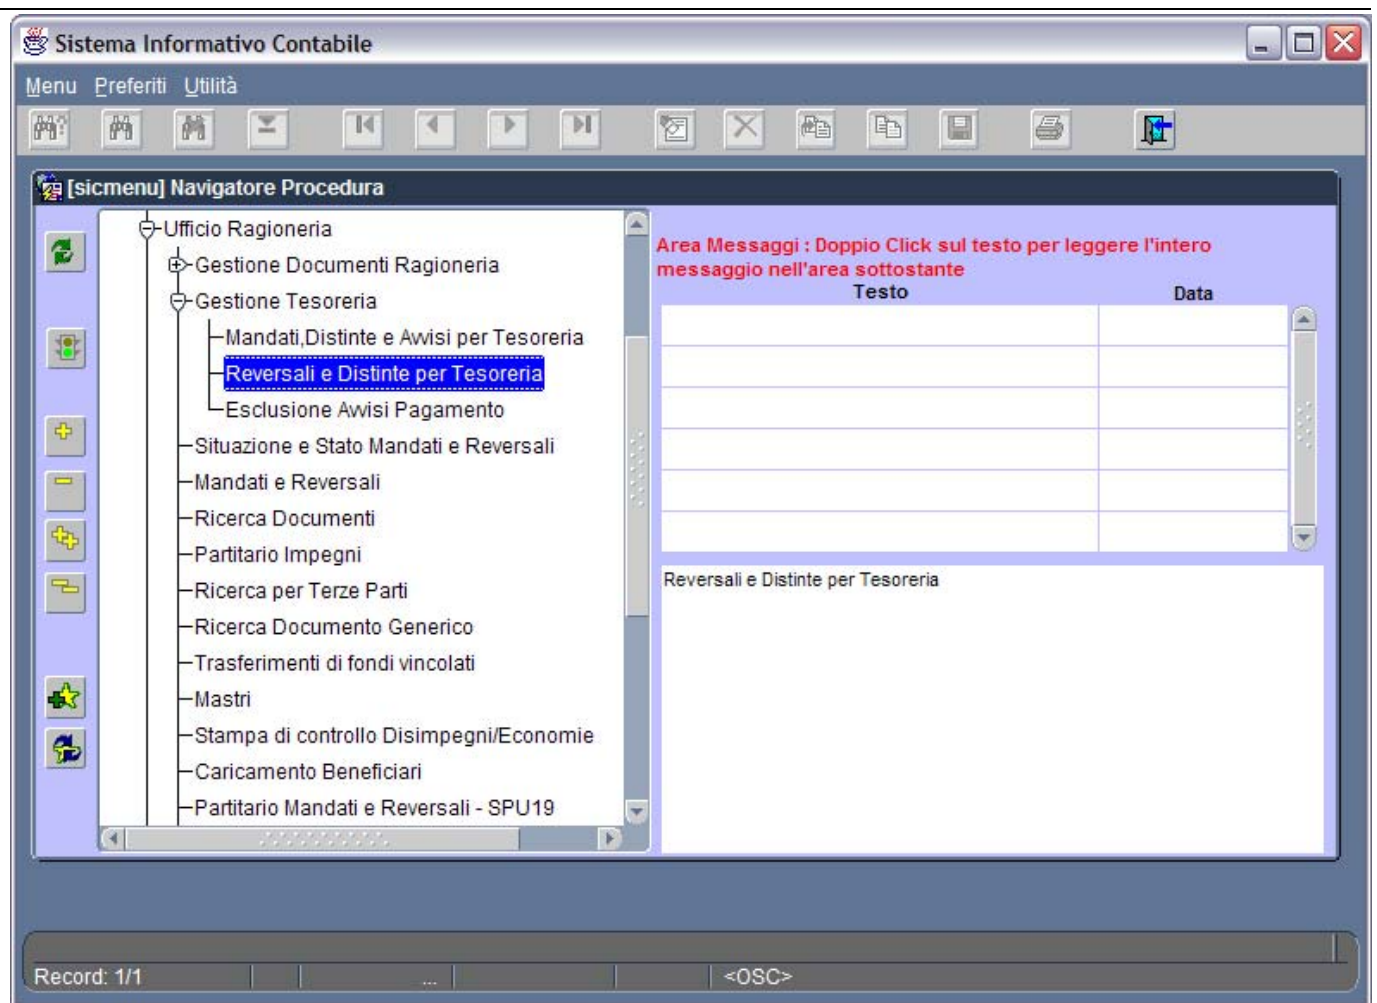 Sistema Informativo Contabile
Menu Preferiti Utilità
[sicmenu] Navigatore Procedura
Ufficio Ragioneria
Gestione Documenti Ragioneria
Gestione Tesoreria
Mandati,Distinte e Avvisi per Tesoreria
Reversali e Distinte per Tesoreria
Esclusione Avvisi Pagamento
Situazione e Stato Mandati e Reversali
Mandati e Reversali
Ricerca Documenti
Partitario Impegni
Ricerca per Terze Parti
Ricerca Documento Generico
Trasferimenti di fondi vincolati
Mastri
Stampa di controllo Disimpegni/Economie
Caricamento Beneficiari
Partitario Mandati e Reversali - SPU19
Area Messaggi : Doppio Click sul testo per leggere l'intero
messaggio nell'area sottostante
Testo Data
Reversali e Distinte per Tesoreria
Record: 1/1 ... <OSC>